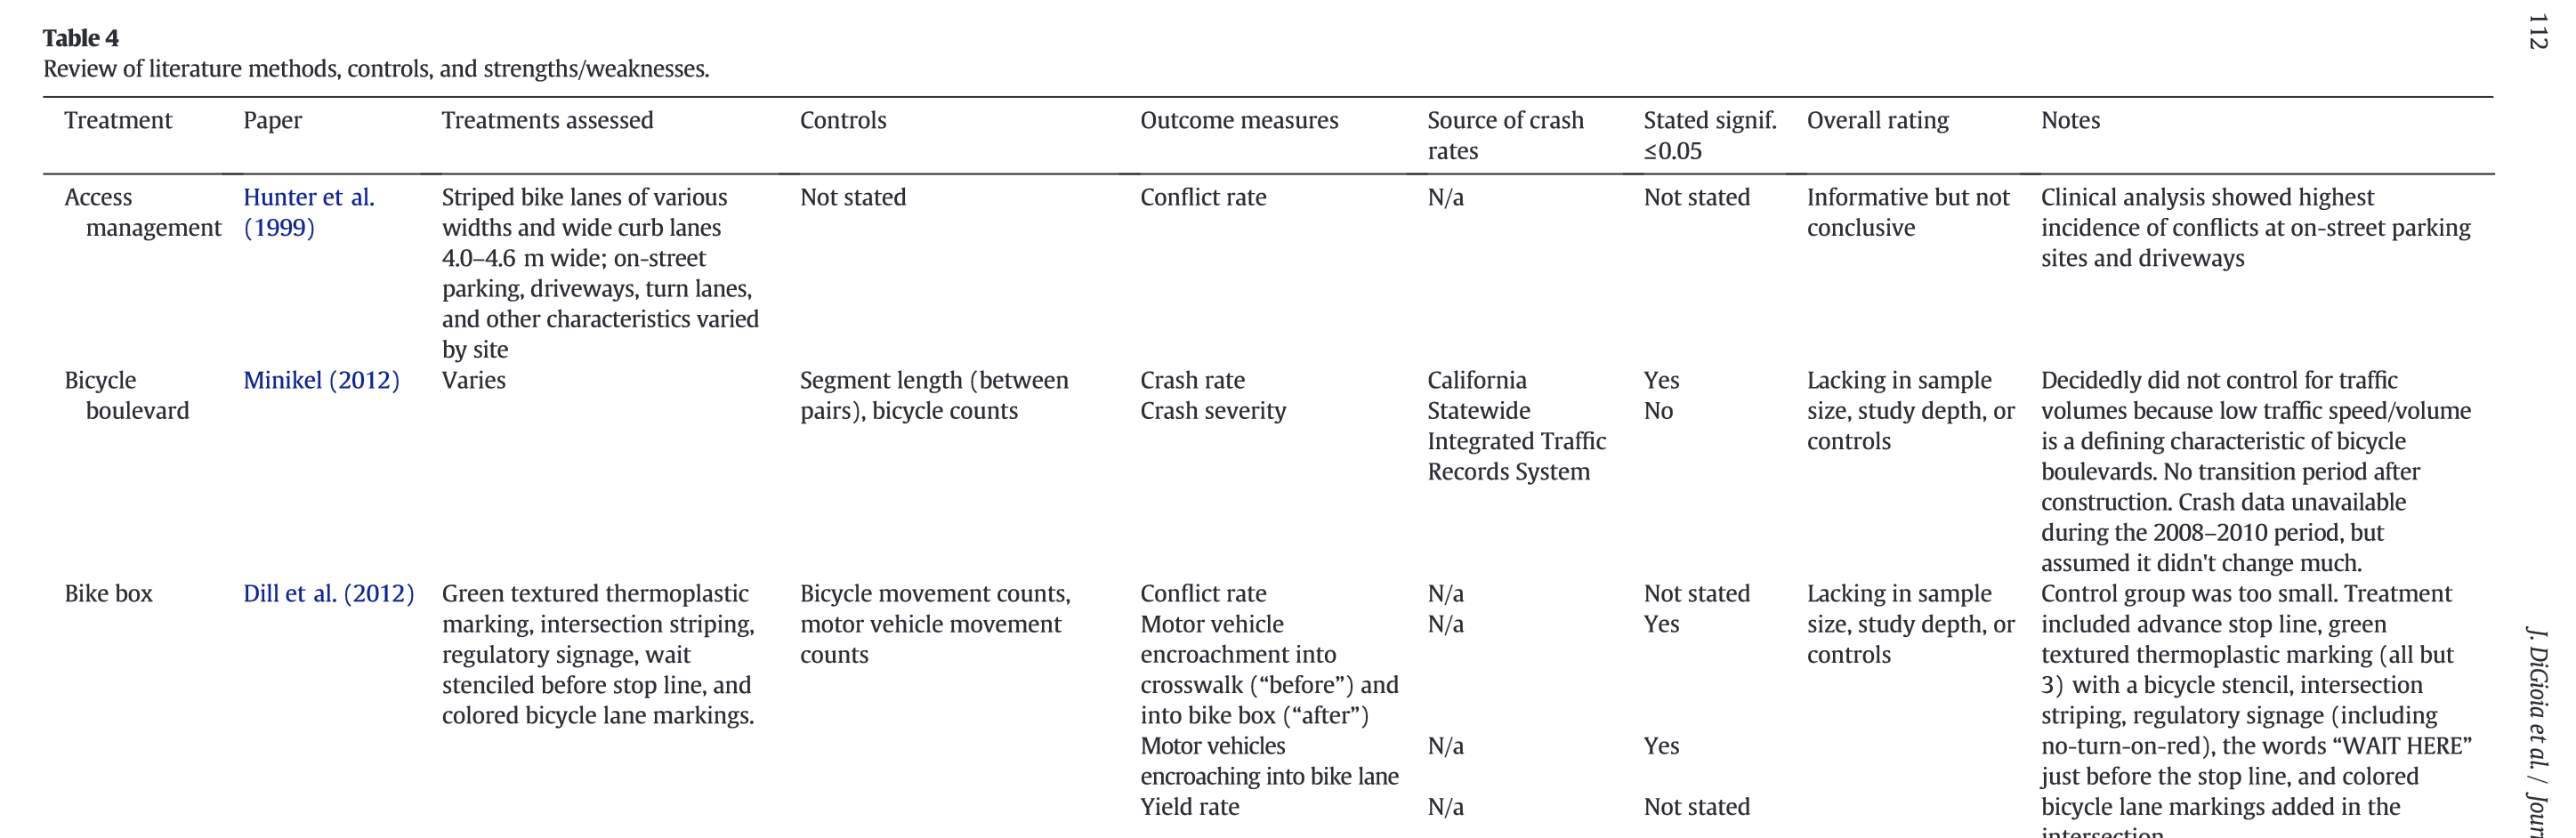 Table 4
Review of literature methods, controls, and strengths/weaknesses.
Treatment Paper Treatments assessed Controls Outcome measures Source of crash rates Stated signif. ≤0.05 Overall rating Notes
Access management
Hunter et al. (1999)
Striped bike lanes of various
widths and wide curb lanes
4.0–4.6 m wide; on-street
parking, driveways, turn lanes,
and other characteristics varied
by site
Not stated
Conflict rate
N/a
Not stated
Informative but not
conclusive
Clinical analysis showed highest
incidence of conflicts at on-street parking
sites and driveways
Bicycle
boulevard
Minikel (2012)
Varies
Segment length (between
pairs), bicycle counts
Crash rate
Crash severity
California
Statewide
Integrated Traffic
Records System
Yes
No
Lacking in sample
size, study depth, or
controls
Decidedly did not control for traffic
volumes because low traffic speed/volume
is a defining characteristic of bicycle
boulevards. No transition period after
construction. Crash data unavailable
during the 2008–2010 period, but
assumed it didn't change much.
Bike box
Dill et al. (2012)
Green textured thermoplastic
marking, intersection striping,
regulatory signage, wait
stenciled before stop line, and
colored bicycle lane markings.
Bicycle movement counts,
motor vehicle movement
counts
Conflict rate
N/a
Not stated
Motor vehicle
encroachment into
crosswalk (“before”) and
into bike box (“after”)
N/a
Yes
Motor vehicles
encroaching into bike lane
N/a
Yes
Yield rate
N/a
Not stated
Lacking in sample
size, study depth, or
controls
Control group was too small. Treatment
included advance stop line, green
textured thermoplastic marking (all but
3) with a bicycle stencil, intersection
striping, regulatory signage (including
no-turn-on-red), the words “WAIT HERE”
just before the stop line, and colored
bicycle lane markings added in the
intersection
112
J. DiGioia et al. /